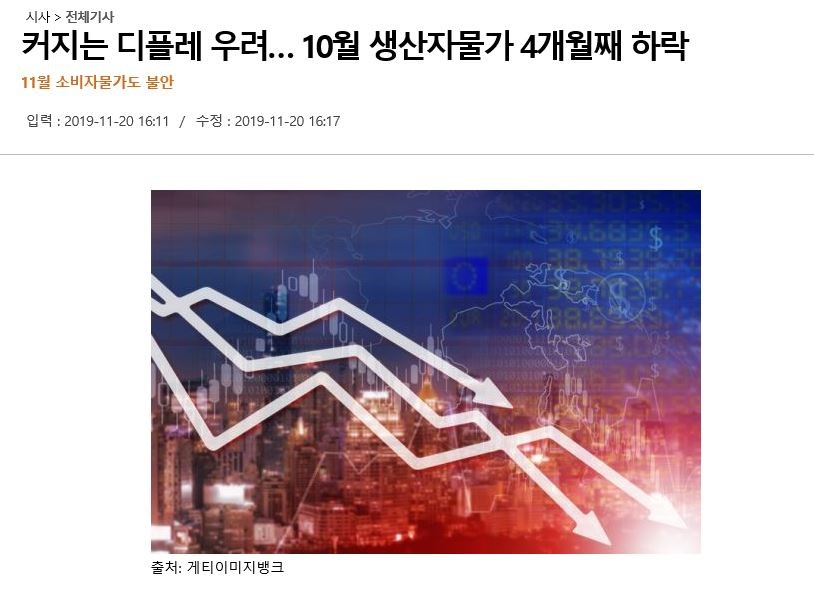 시사 > 전체기사
커지는 디플레 우려... 10월 생산자물가 4개월째 하락
11월 소비자물가도 불안
입력 : 2019-11-20 16:11 / 수정 : 2019-11-20 16:17
출처: 게티이미지뱅크